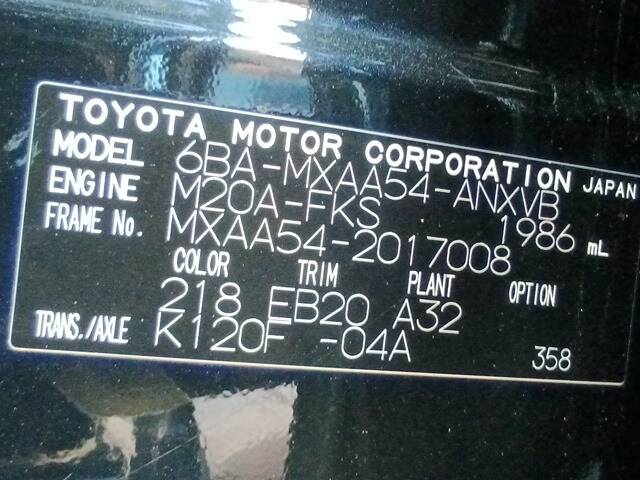 TOYOTA MOTOR CORPORATION JAPAN
MODEL 6BA-MXAA54-ANXVB
ENGINE M20A-FKS 1986 mL
FRAME No. MXAA54-2017008
COLOR TRIM PLANT OPTION
218 EB20 A32
TRANS./AXLE K120F -04A 358